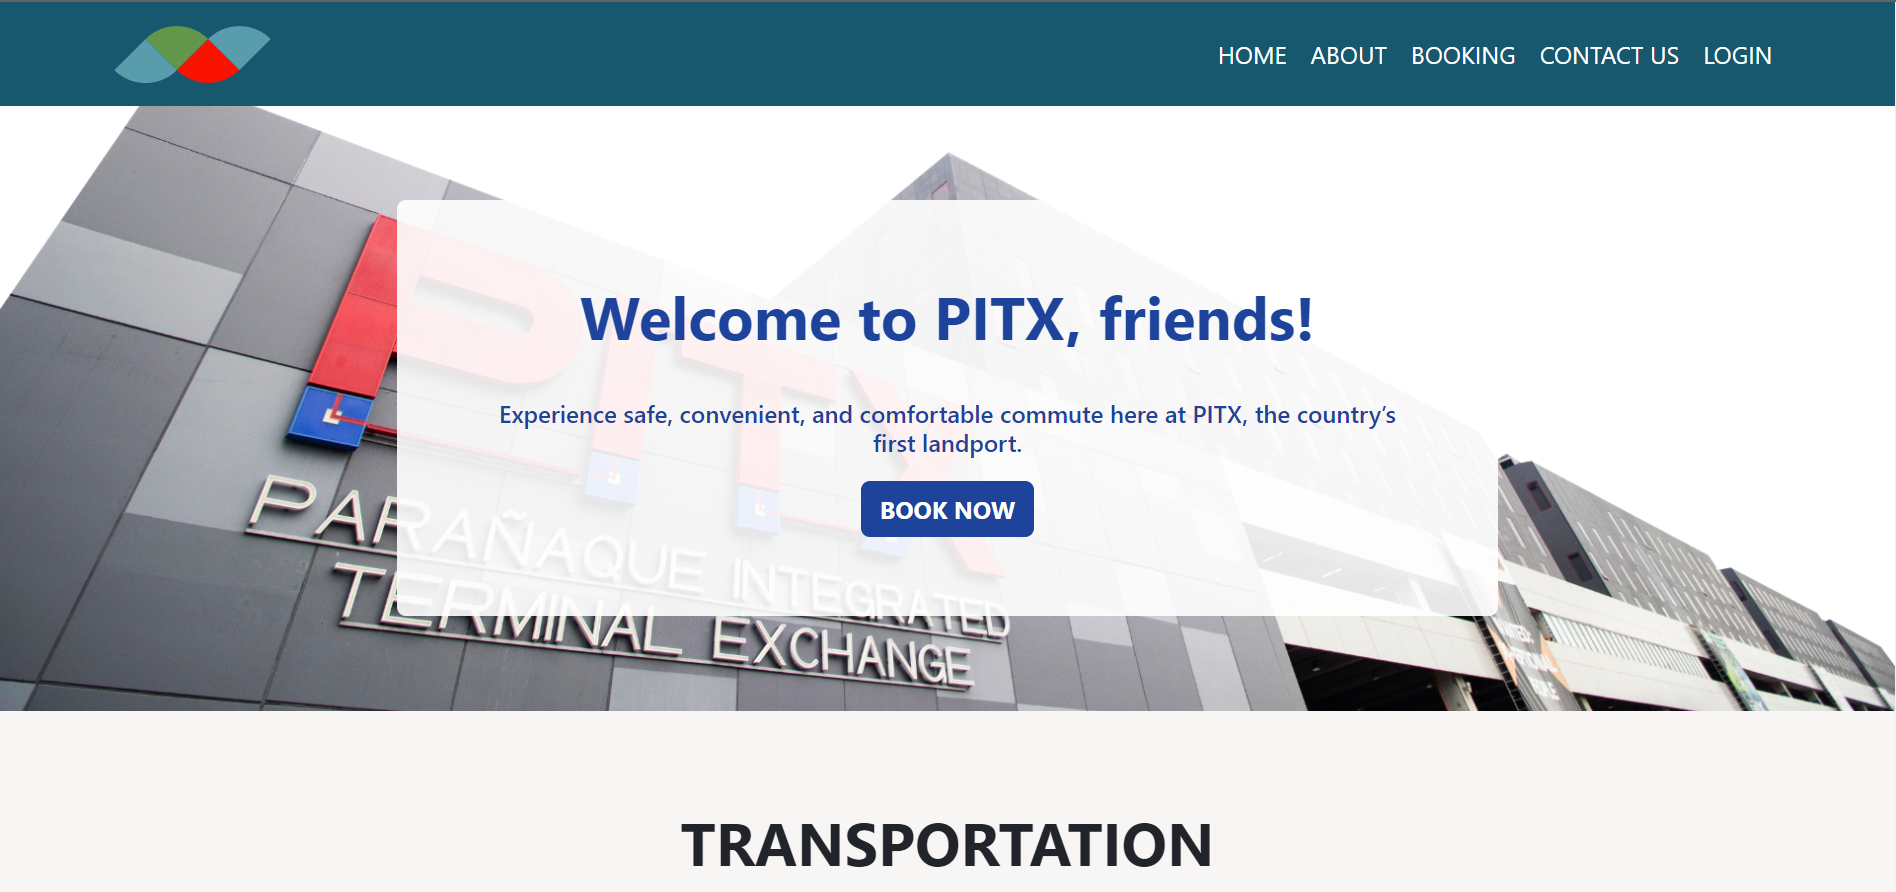 HOME ABOUT BOOKING CONTACT US LOGIN
Welcome to PITX, friends!
Experience safe, convenient, and comfortable commute here at PITX, the country’s
first landport.
BOOK NOW
PITX
PARAÑAQUE INTEGRATED
TERMINAL EXCHANGE
TRANSPORTATION